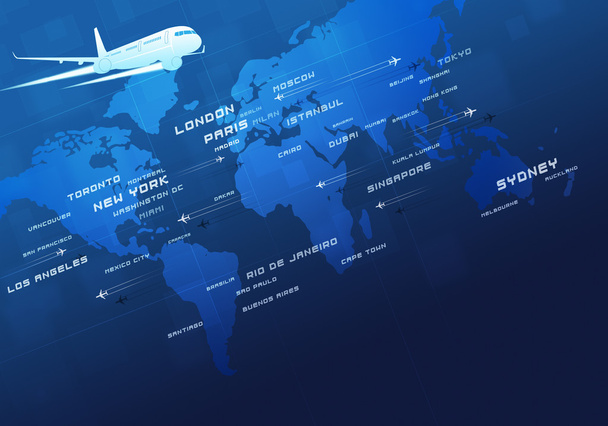 MOSCOW
TOKYO
BEIJING
SHANGHAI
HONG KONG
LONDON
BERLIN
PARIS
MILAN
ISTANBUL
MADRID
BAHRAIN
MUMBAI
BANGKOK
CAIRO
DUBAI
KUALA LUMPUR
SINGAPORE
SYDNEY
AUCKLAND
MELBOURNE
TORONTO
MONTREAL
NEW YORK
WASHINGTON DC
MIAMI
DAKAR
VANCOUVER
SAN FRANCISCO
LOS ANGELES
MEXICO CITY
CARACAS
RIO DE JANEIRO
CAPE TOWN
BRASILIA
SAO PAULO
BUENOS AIRES
SANTIAGO